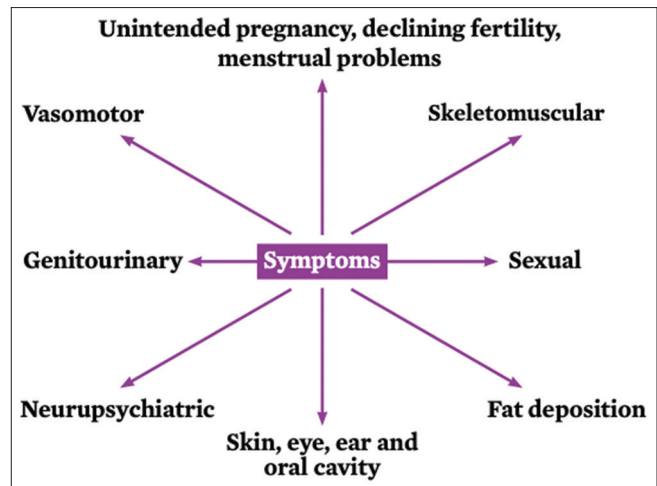 Unintended pregnancy, declining fertility,
menstrual problems
Vasomotor
Skeletomuscular
Genitourinary
Symptoms
Sexual
Neurupsychiatric
Fat deposition
Skin, eye, ear and
oral cavity